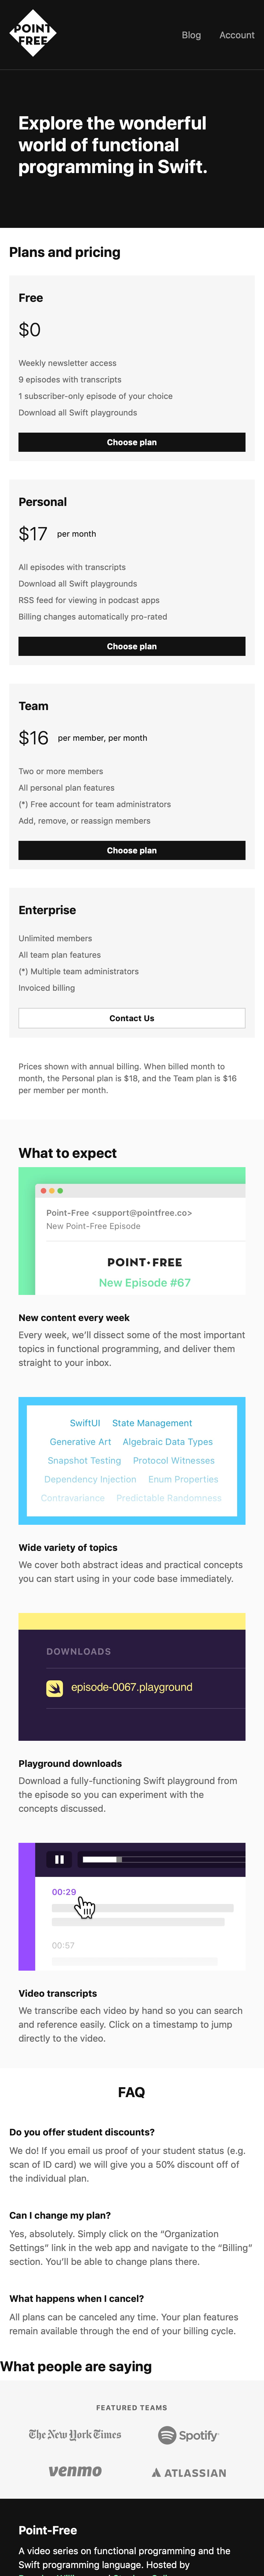 POINT
FREE
Blog
Account
Explore the wonderful
world of functional
programming in Swift.
Plans and pricing
Free
$0
Weekly newsletter access
9 episodes with transcripts
1 subscriber-only episode of your choice
Download all Swift playgrounds
Choose plan
Personal
$17 per month
All episodes with transcripts
Download all Swift playgrounds
RSS feed for viewing in podcast apps
Billing changes automatically pro-rated
Choose plan
Team
$16 per member, per month
Two or more members
All personal plan features
(*) Free account for team administrators
Add, remove, or reassign members
Choose plan
Enterprise
Unlimited members
All team plan features
(*) Multiple team administrators
Invoiced billing
Contact Us
Prices shown with annual billing. When billed month to
month, the Personal plan is $18, and the Team plan is $16
per member per month.
What to expect
Point-Free <support@pointfree.co>
New Point-Free Episode
POINT•FREE
New Episode #67
New content every week
Every week, we’ll dissect some of the most important
topics in functional programming, and deliver them
straight to your inbox.
SwiftUI State Management
Generative Art Algebraic Data Types
Snapshot Testing Protocol Witnesses
Dependency Injection Enum Properties
Contravariance Predictable Randomness
Wide variety of topics
We cover both abstract ideas and practical concepts
you can start using in your code base immediately.
DOWNLOADS
episode-0067.playground
Playground downloads
Download a fully-functioning Swift playground from
the episode so you can experiment with the
concepts discussed.
00:29
00:57
Video transcripts
We transcribe each video by hand so you can search
and reference easily. Click on a timestamp to jump
directly to the video.
FAQ
Do you offer student discounts?
We do! If you email us proof of your student status (e.g.
scan of ID card) we will give you a 50% discount off of
the individual plan.
Can I change my plan?
Yes, absolutely. Simply click on the “Organization
Settings” link in the web app and navigate to the “Billing”
section. You’ll be able to change plans there.
What happens when I cancel?
All plans can be canceled any time. Your plan features
remain available through the end of your billing cycle.
What people are saying
FEATURED TEAMS
The New York Times
Spotify
venmo
ATLASSIAN
Point-Free
A video series on functional programming and the
Swift programming language. Hosted by